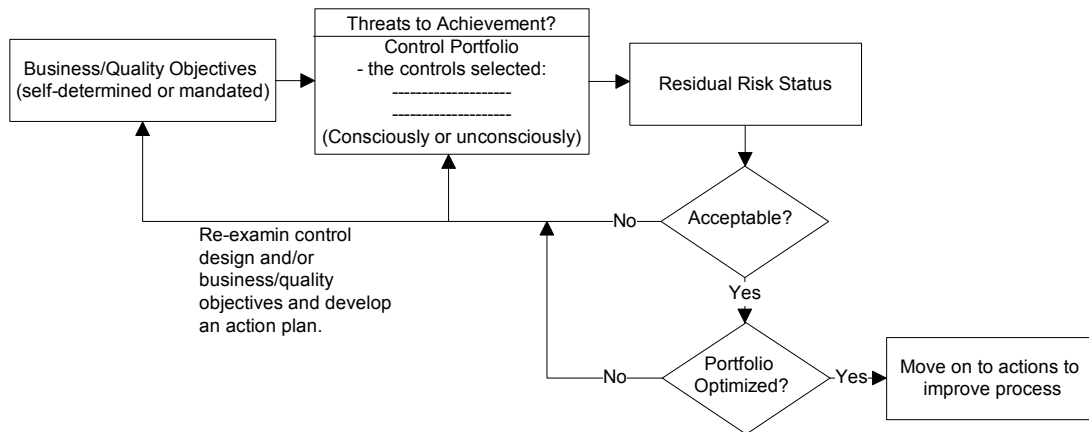 Business/Quality Objectives
(self-determined or mandated)
Threats to Achievement?
Control Portfolio
- the controls selected:
--------------------
--------------------
(Consciously or unconsciously)
Residual Risk Status
Acceptable?
No
Yes
Re-examin control
design and/or
business/quality
objectives and develop
an action plan.
Portfolio
Optimized?
No
Yes
Move on to actions to
improve process